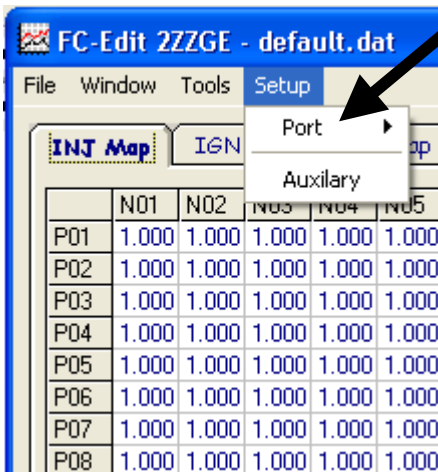 FC-Edit 2ZZGE - default.dat
File Window Tools Setup
Port
Auxilary
INJ Map IGN ap
N01 N02 N03 N04 N05
P01 1.000 1.000 1.000 1.000 1.000
P02 1.000 1.000 1.000 1.000 1.000
P03 1.000 1.000 1.000 1.000 1.000
P04 1.000 1.000 1.000 1.000 1.000
P05 1.000 1.000 1.000 1.000 1.000
P06 1.000 1.000 1.000 1.000 1.000
P07 1.000 1.000 1.000 1.000 1.000
P08 1.000 1.000 1.000 1.000 1.000